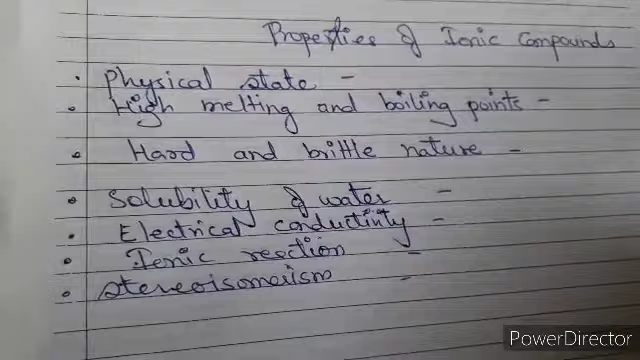 Properties of Ionic Compounds
• Physical state -
• High melting and boiling points -
• Hard and brittle nature -
• Solubility of water -
• Electrical conductivity -
• Ionic reaction -
• Stereoisomerism -
PowerDirector